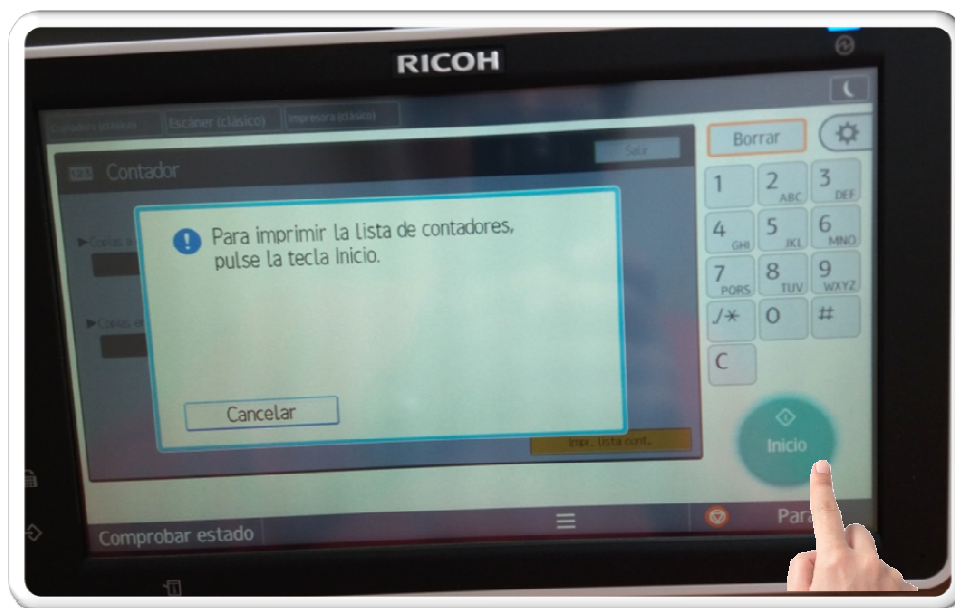 RICOH
Escáner (clásico)
Impresora (clásico)
Borrar
123 Contador
Salir
Para imprimir la lista de contadores,
pulse la tecla Inicio.
Cancelar
Impr. lista cont.
1
2 ABC
3 DEF
4 GHI
5 JKL
6 MNO
7 PQRS
8 TUV
9 WXYZ
./*
0
#
C
Inicio
Comprobar estado